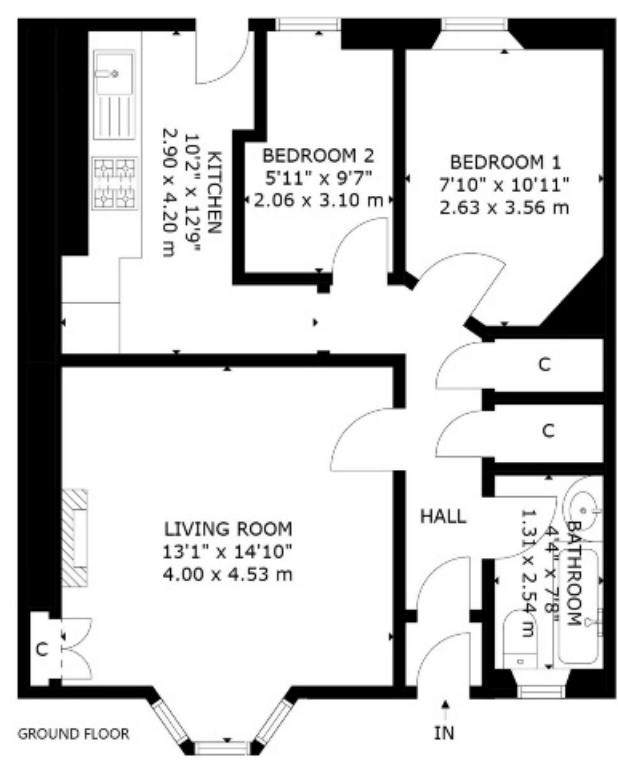 KITCHEN
10'2" x 12'9"
2.90 x 4.20 m
BEDROOM 2
5'11" x 9'7"
2.06 x 3.10 m
BEDROOM 1
7'10" x 10'11"
2.63 x 3.56 m
C
C
HALL
LIVING ROOM
13'1" x 14'10"
4.00 x 4.53 m
BATHROOM
4'4" x 7'8"
1.31 x 2.54 m
C
GROUND FLOOR
IN